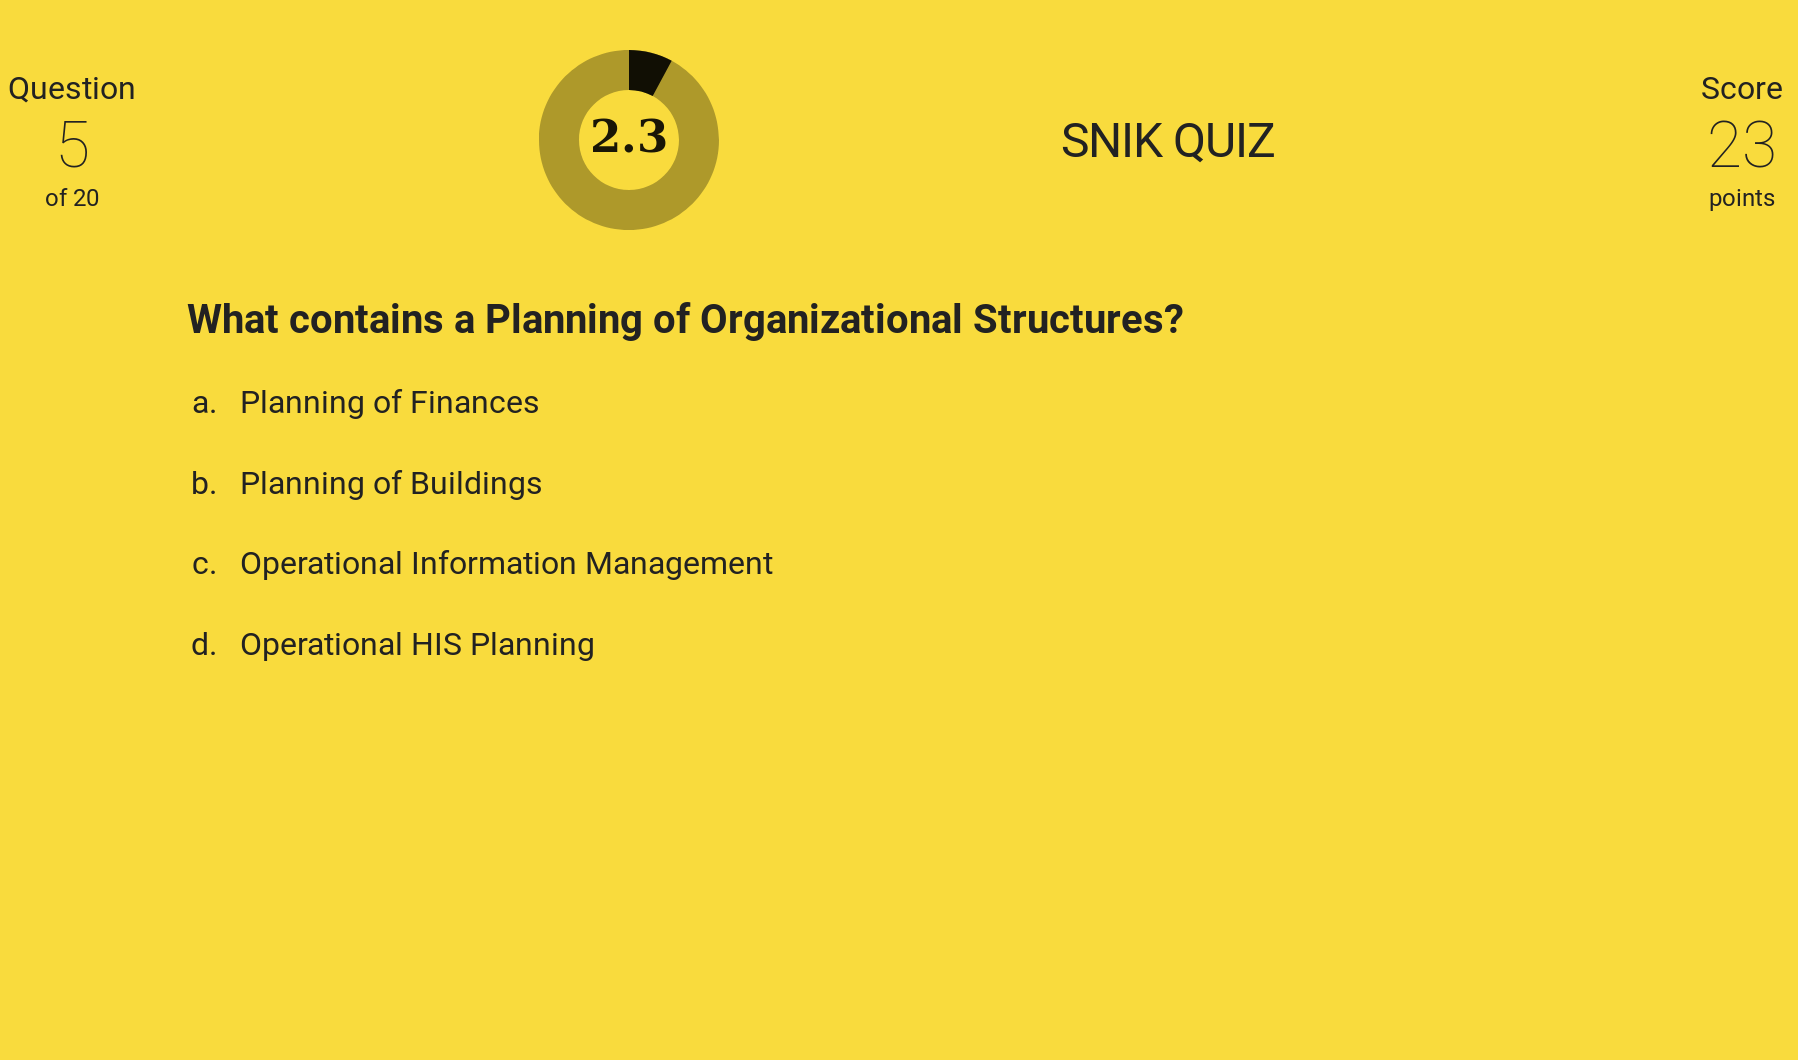 Question
5
of 20
2.3
SNIK QUIZ
Score
23
points
What contains a Planning of Organizational Structures?
a. Planning of Finances
b. Planning of Buildings
c. Operational Information Management
d. Operational HIS Planning